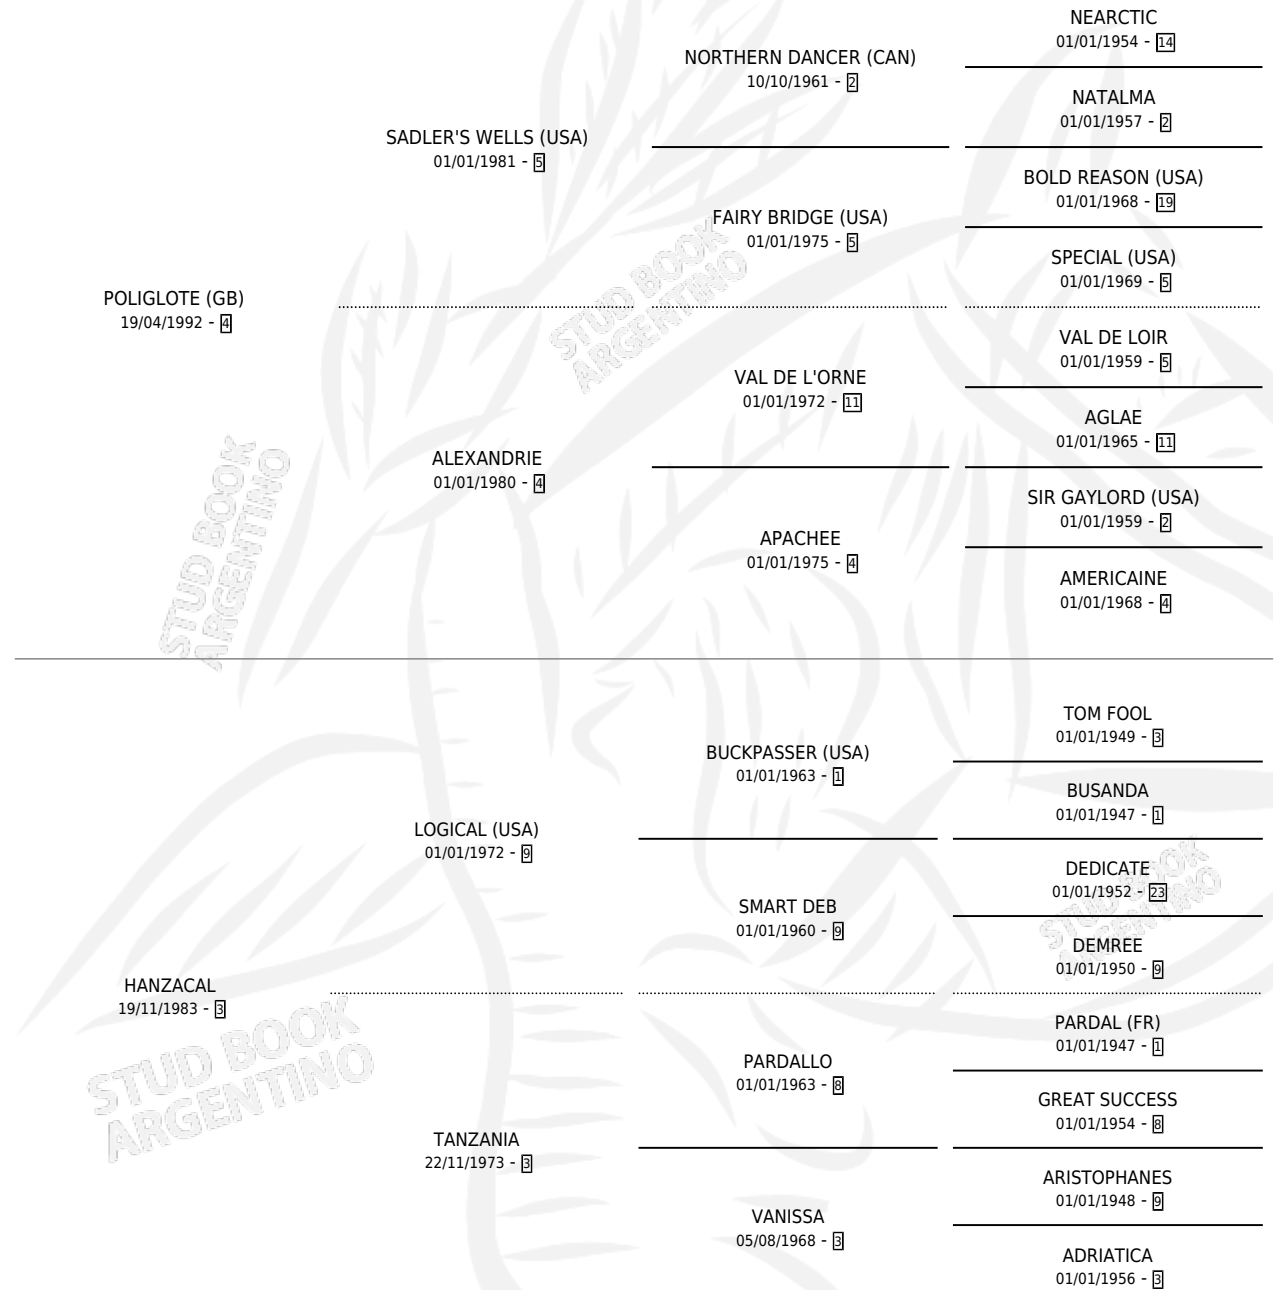 NEARCTIC
01/01/1954 - 14
NORTHERN DANCER (CAN)
10/10/1961 - 2
NATALMA
01/01/1957 - 2
SADLER'S WELLS (USA)
01/01/1981 - 5
BOLD REASON (USA)
01/01/1968 - 19
FAIRY BRIDGE (USA)
01/01/1975 - 5
SPECIAL (USA)
01/01/1969 - 5
POLIGLOTE (GB)
19/04/1992 - 4
STUD BOOK
ARGENTINO
VAL DE LOIR
01/01/1959 - 5
VAL DE L'ORNE
01/01/1972 - 11
AGLAE
01/01/1965 - 11
ALEXANDRIE
01/01/1980 - 4
SIR GAYLORD (USA)
01/01/1959 - 2
APACHEE
01/01/1975 - 4
AMERICAINE
01/01/1968 - 4
STUD BOOK
ARGENTINO
TOM FOOL
01/01/1949 - 3
BUCKPASSER (USA)
01/01/1963 - 1
BUSANDA
01/01/1947 - 1
LOGICAL (USA)
01/01/1972 - 9
DEDICATE
01/01/1952 - 23
SMART DEB
01/01/1960 - 9
DEMREE
01/01/1950 - 9
STUD BOOK
ARGENTINO
HANZACAL
19/11/1983 - 3
PARDAL (FR)
01/01/1947 - 1
PARDALLO
01/01/1963 - 8
GREAT SUCCESS
01/01/1954 - 8
STUD BOOK
ARGENTINO
TANZANIA
22/11/1973 - 3
ARISTOPHANES
01/01/1948 - 9
VANISSA
05/08/1968 - 3
ADRIATICA
01/01/1956 - 3